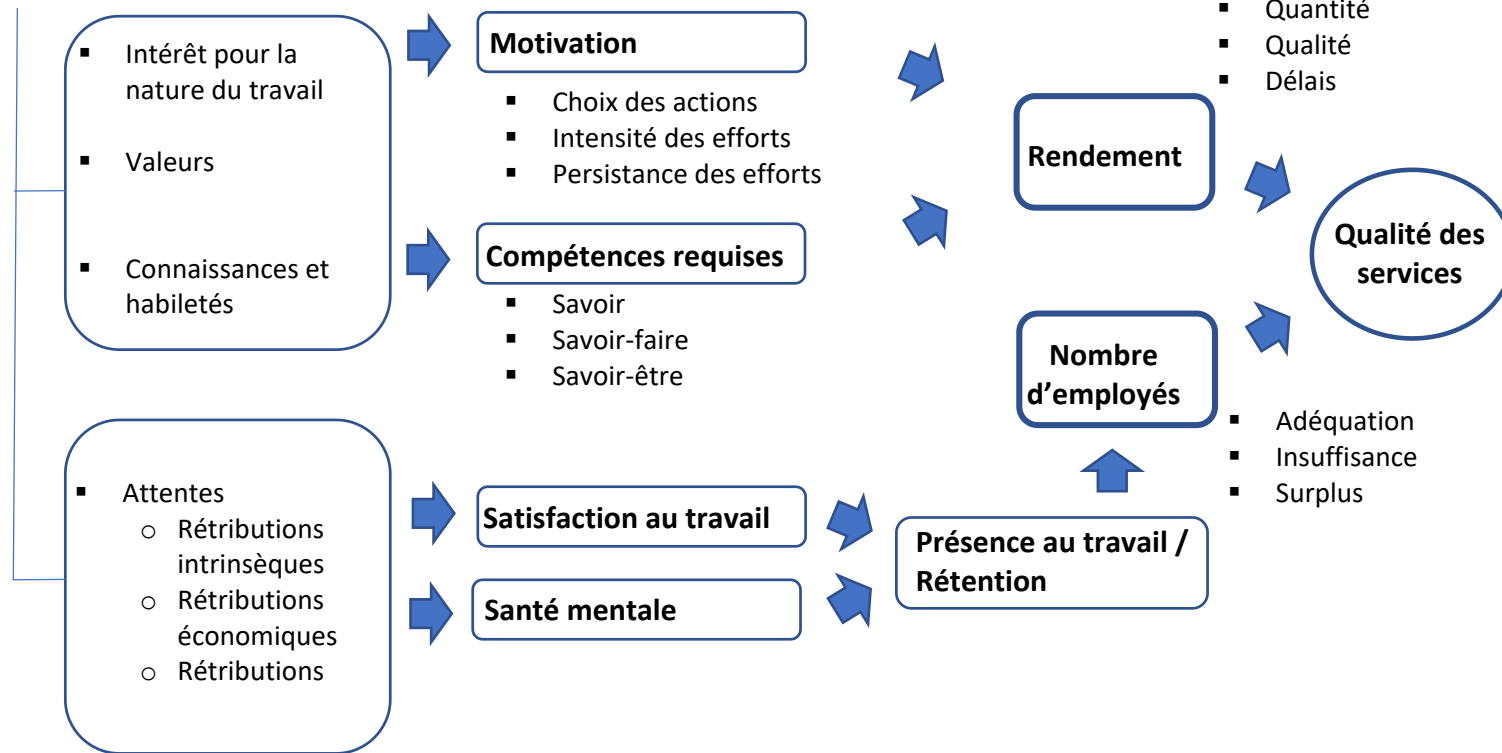 Intérêt pour la
nature du travail
Valeurs
Connaissances et
habiletés
Motivation
Choix des actions
Intensité des efforts
Persistance des efforts
Compétences requises
Savoir
Savoir-faire
Savoir-être
Quantité
Qualité
Délais
Rendement
Qualité des
services
Nombre
d’employés
Adéquation
Insuffisance
Surplus
Attentes
Rétributions
intrinsèques
Rétributions
économiques
Rétributions
Satisfaction au travail
Santé mentale
Présence au travail /
Rétention